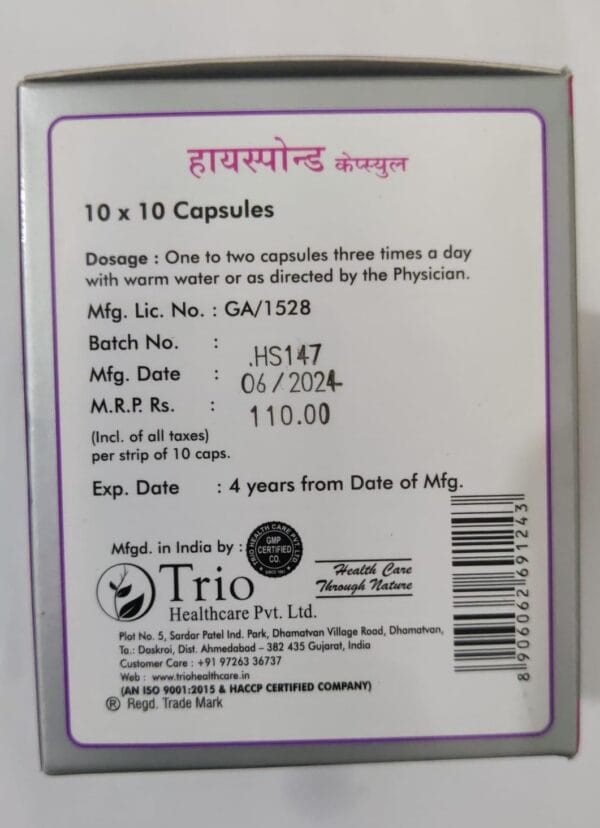 हायस्पोन्ड केप्स्युल
10 x 10 Capsules
Dosage : One to two capsules three times a day
with warm water or as directed by the Physician.
Mfg. Lic. No. : GA/1528
Batch No. : .HS147
Mfg. Date : 06/2024
M.R.P. Rs. : 110.00
(Incl. of all taxes)
per strip of 10 caps.
Exp. Date : 4 years from Date of Mfg.
Mfgd. in India by :
TRIO HEALTH CARE PVT. LTD.
GMP
CERTIFIED
CO.
Health Care
Through Nature
Trio
Healthcare Pvt. Ltd.
Plot No. 5, Sardar Patel Ind. Park, Dhamatvan Village Road, Dhamatvan,
Ta.: Daskroi, Dist. Ahmedabad – 382 435 Gujarat, India
Customer Care : +91 97263 36737
Web : www.triohealthcare.in
(AN ISO 9001:2015 & HACCP CERTIFIED COMPANY)
® Regd. Trade Mark
8 906062 691243